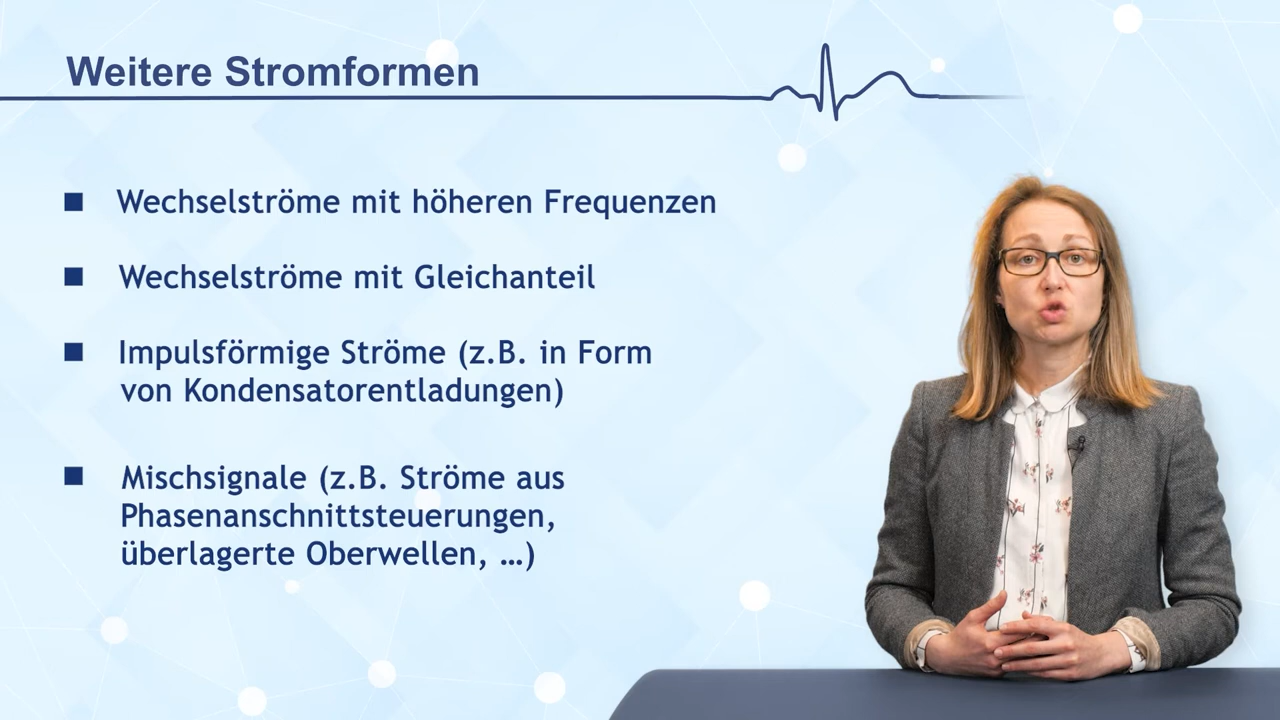 Weitere Stromformen
Wechselströme mit höheren Frequenzen
Wechselströme mit Gleichanteil
Impulsförmige Ströme (z.B. in Form
von Kondensatorentladungen)
Mischsignale (z.B. Ströme aus
Phasenanschnittsteuerungen,
überlagerte Oberwellen, …)